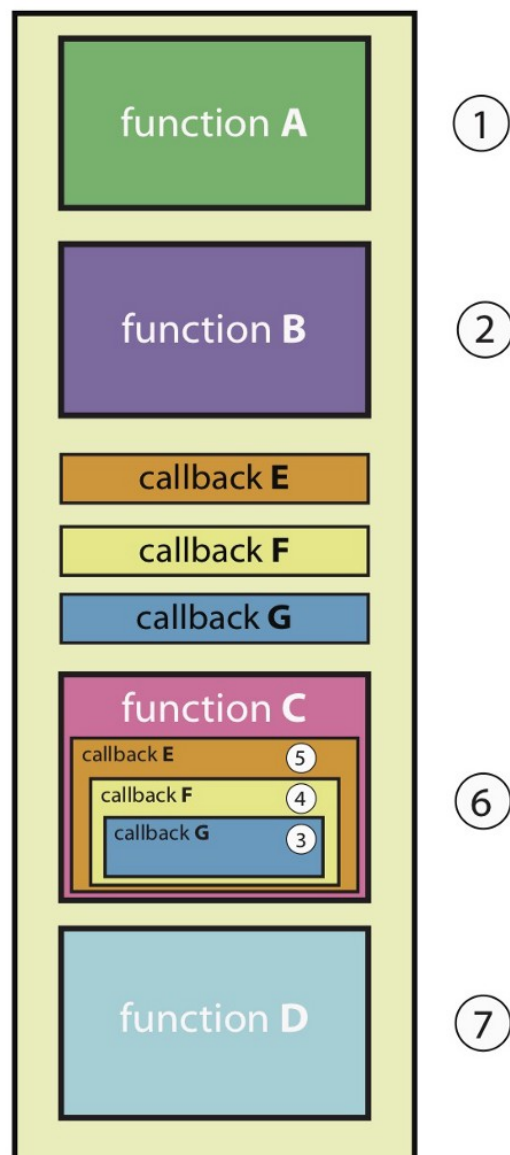 function A
1
function B
2
callback E
callback F
callback G
function C
callback E 5
callback F 4
callback G 3
6
function D
7